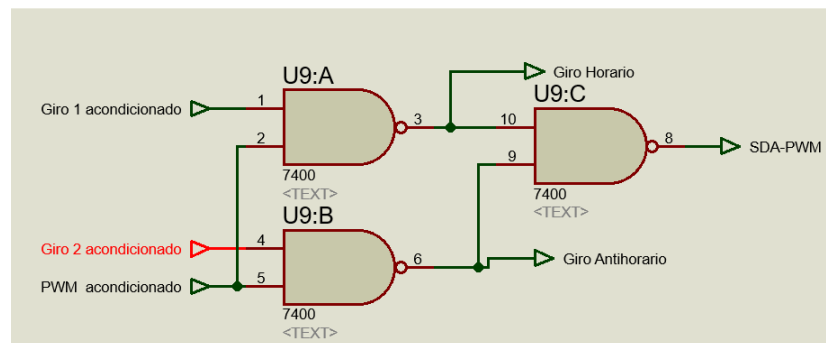 U9:A
Giro 1 acondicionado
1
2
3
7400
<TEXT>
Giro Horario
U9:C
10
9
8
SDA-PWM
7400
<TEXT>
U9:B
Giro 2 acondicionado
4
PWM acondicionado
5
6
Giro Antihorario
7400
<TEXT>